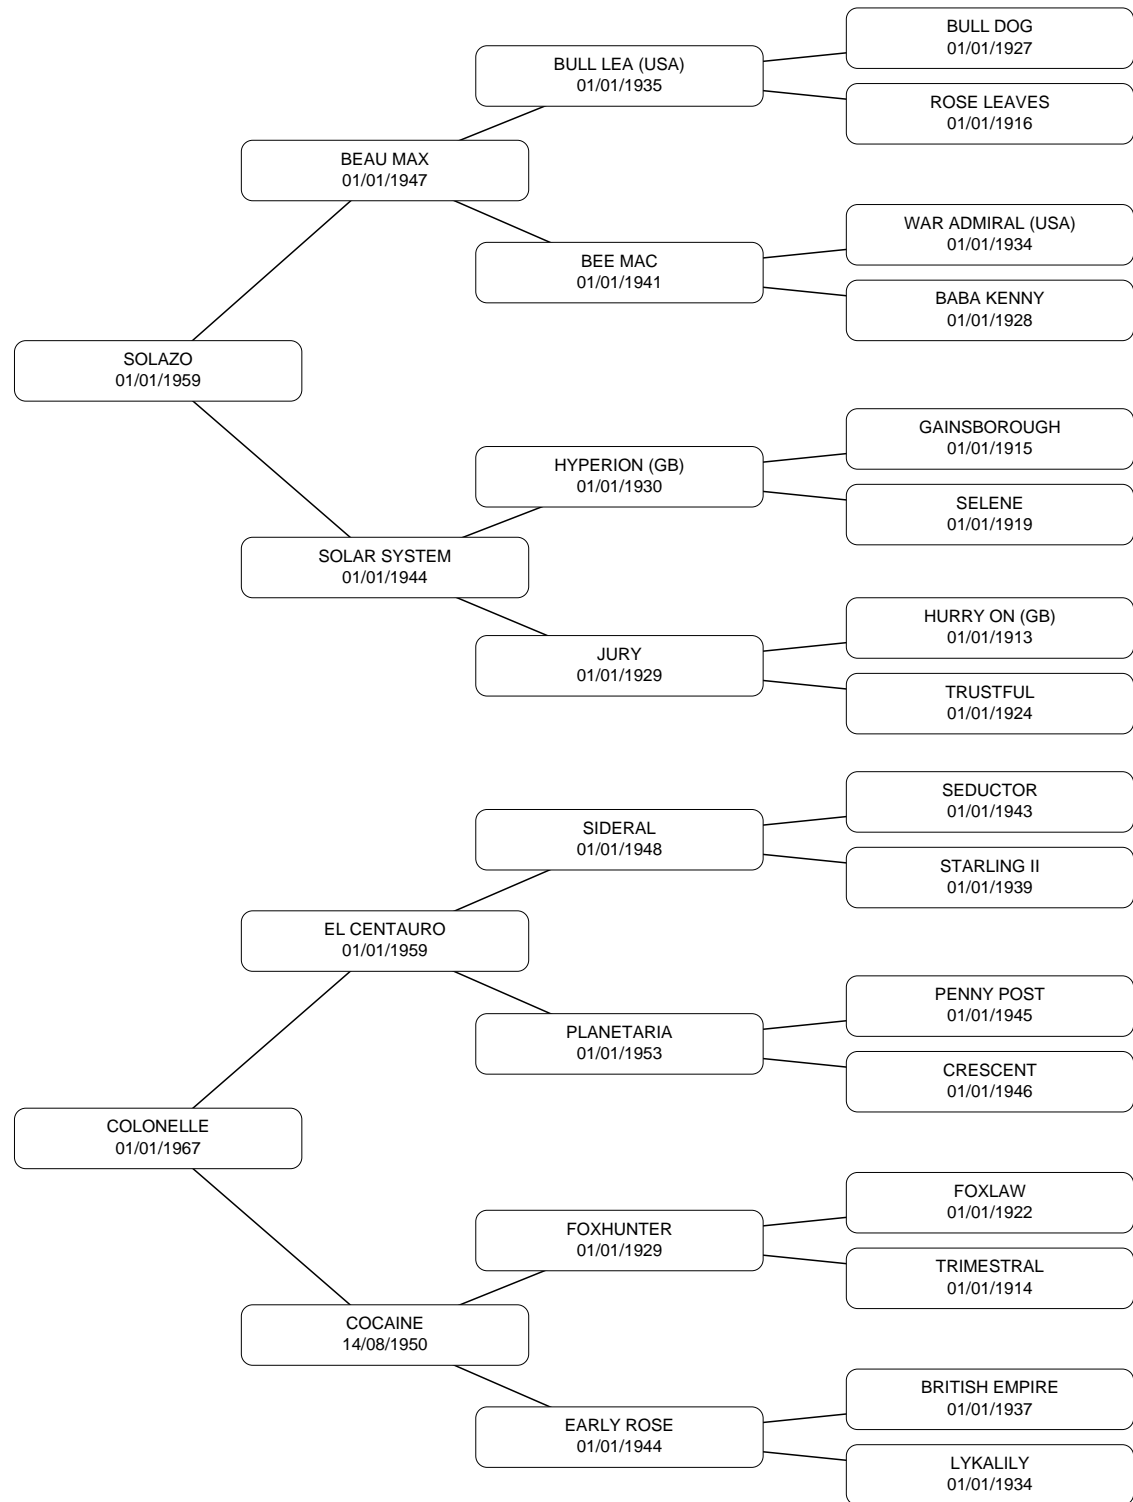 BULL DOG
01/01/1927
BULL LEA (USA)
01/01/1935
ROSE LEAVES
01/01/1916
BEAU MAX
01/01/1947
WAR ADMIRAL (USA)
01/01/1934
BEE MAC
01/01/1941
BABA KENNY
01/01/1928
SOLAZO
01/01/1959
GAINSBOROUGH
01/01/1915
HYPERION (GB)
01/01/1930
SELENE
01/01/1919
SOLAR SYSTEM
01/01/1944
HURRY ON (GB)
01/01/1913
JURY
01/01/1929
TRUSTFUL
01/01/1924
SEDUCTOR
01/01/1943
SIDERAL
01/01/1948
STARLING II
01/01/1939
EL CENTAURO
01/01/1959
PENNY POST
01/01/1945
PLANETARIA
01/01/1953
CRESCENT
01/01/1946
COLONELLE
01/01/1967
FOXLAW
01/01/1922
FOXHUNTER
01/01/1929
TRIMESTRAL
01/01/1914
COCAINE
14/08/1950
BRITISH EMPIRE
01/01/1937
EARLY ROSE
01/01/1944
LYKALILY
01/01/1934